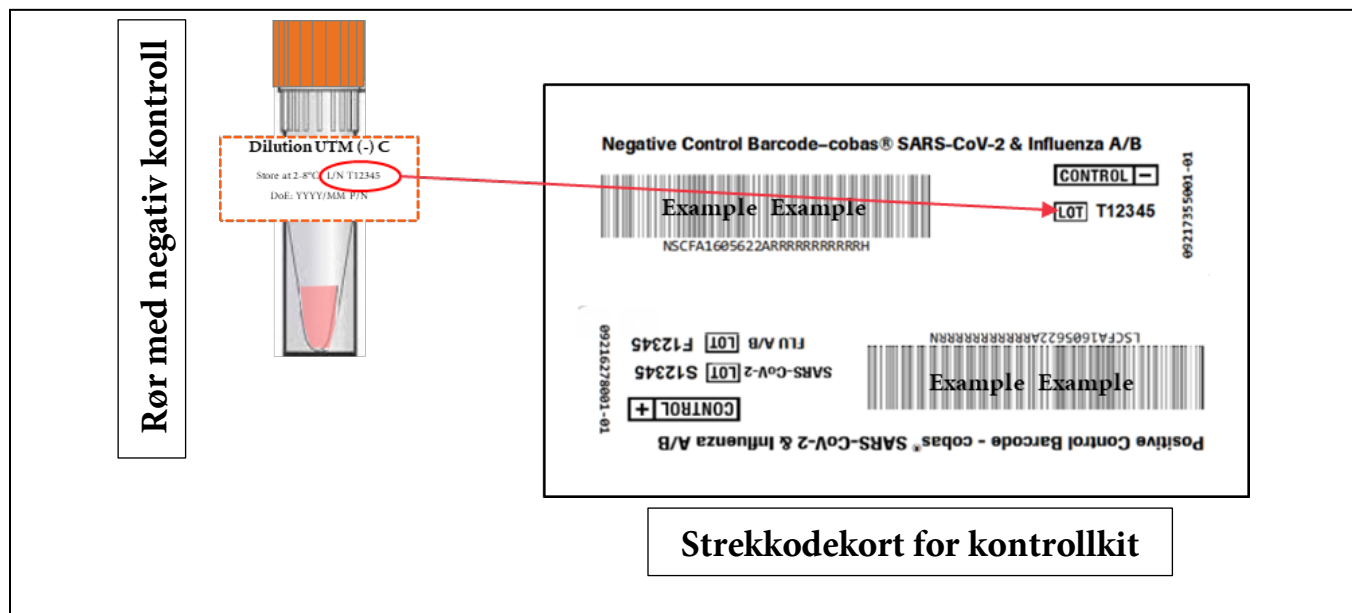 Rør med negativ kontroll
Dilution UTM (-) C
Store at 2-8°C L/N T12345
DoE: YYYY/MM P/N
Negative Control Barcode–cobas® SARS-CoV-2 & Influenza A/B
CONTROL –
Example Example
LOT T12345
NSCFA1605622ARRRRRRRRRRRH
09217355001-01
Positive Control Barcode - cobas® SARS-CoV-2 & Influenza A/B
CONTROL +
Example Example
SARS-CoV-2 LOT S12345
FLU A/B LOT F12345
LSCFA1605622ARRRRRRRRRRRN
09216278001-01
Strekkodekort for kontrollkit